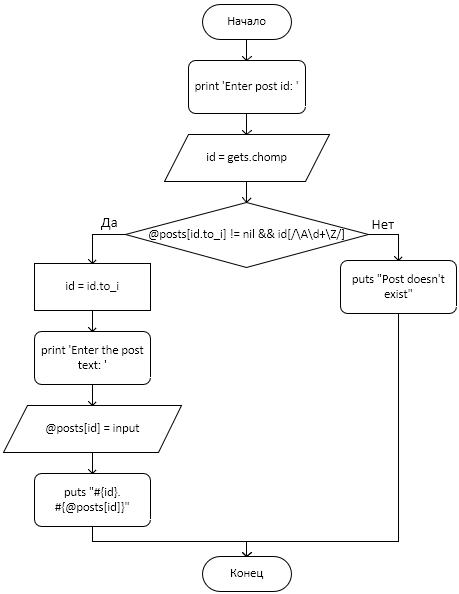 Начало
print 'Enter post id: '
id = gets.chomp
@posts[id.to_i] != nil && id[/\A\d+\Z/]
Да
Нет
id = id.to_i
puts "Post doesn't
exist"
print 'Enter the post
text: '
@posts[id] = input
puts "#{id}.
#{@posts[id]}"
Конец